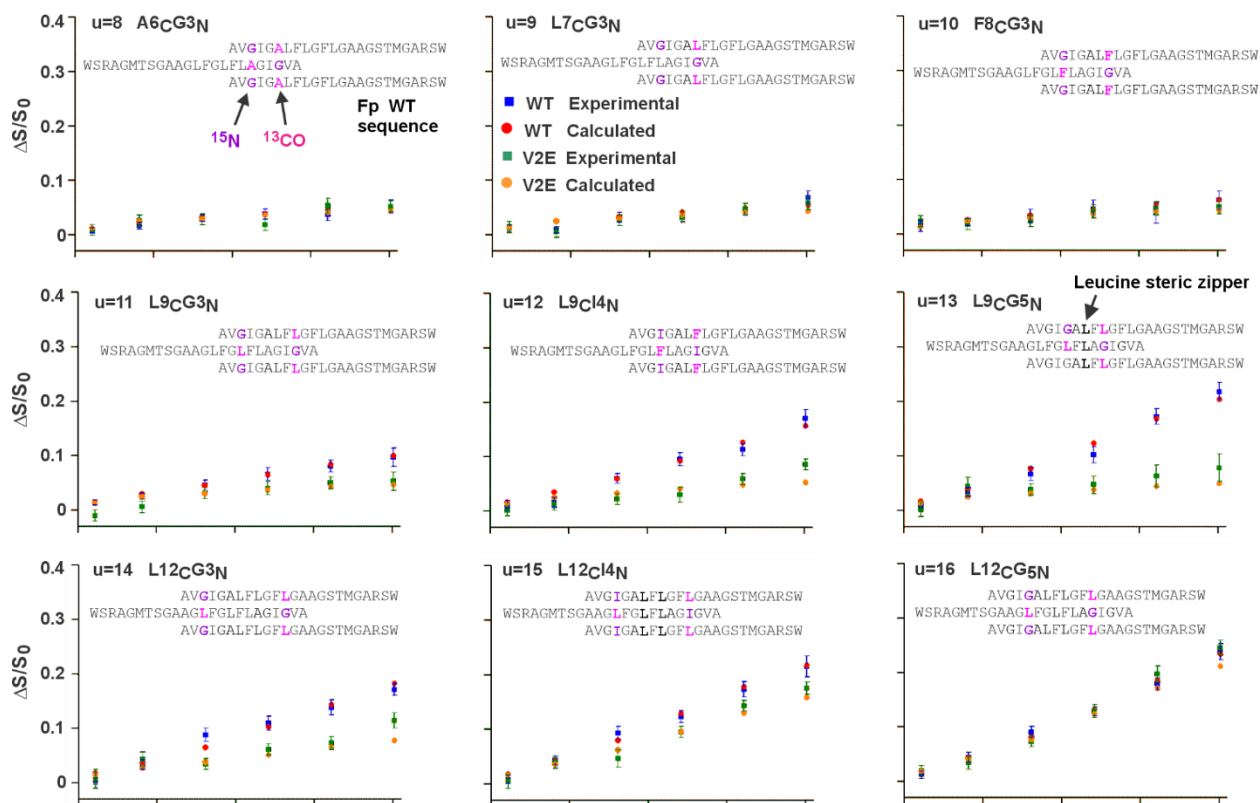 u=8 A6CG3N
AVGIGALFLGFLGAAGSTMGARSW
WSRAGMTSGAAGLFGLFLAGIGVA
AVGIGALFLGFLGAAGSTMGARSW
15N
13CO
Fp WT
sequence
ΔS/S0
0.4
0.3
0.2
0.1
0
u=9 L7CG3N
AVGIGALFLGFLGAAGSTMGARSW
WSRAGMTSGAAGLFGLFLAGIGVA
AVGIGALFLGFLGAAGSTMGARSW
WT Experimental
WT Calculated
V2E Experimental
V2E Calculated
u=10 F8CG3N
AVGIGALFLGFLGAAGSTMGARSW
WSRAGMTSGAAGLFGLFLAGIGVA
AVGIGALFLGFLGAAGSTMGARSW
u=11 L9CG3N
AVGIGALFLGFLGAAGSTMGARSW
WSRAGMTSGAAGLFGLFLAGIGVA
AVGIGALFLGFLGAAGSTMGARSW
ΔS/S0
0.4
0.3
0.2
0.1
0
u=12 L9CI4N
AVGIGALFLGFLGAAGSTMGARSW
WSRAGMTSGAAGLFGLFLAGIGVA
AVGIGALFLGFLGAAGSTMGARSW
u=13 L9CG5N
Leucine steric zipper
AVGIGALFLGFLGAAGSTMGARSW
WSRAGMTSGAAGLFGLFLAGIGVA
AVGIGALFLGFLGAAGSTMGARSW
u=14 L12CG3N
AVGIGALFLGFLGAAGSTMGARSW
WSRAGMTSGAAGLFGLFLAGIGVA
AVGIGALFLGFLGAAGSTMGARSW
ΔS/S0
0.4
0.3
0.2
0.1
0
u=15 L12CI4N
AVGIGALFLGFLGAAGSTMGARSW
WSRAGMTSGAAGLFGLFLAGIGVA
AVGIGALFLGFLGAAGSTMGARSW
u=16 L12CG5N
AVGIGALFLGFLGAAGSTMGARSW
WSRAGMTSGAAGLFGLFLAGIGVA
AVGIGALFLGFLGAAGSTMGARSW